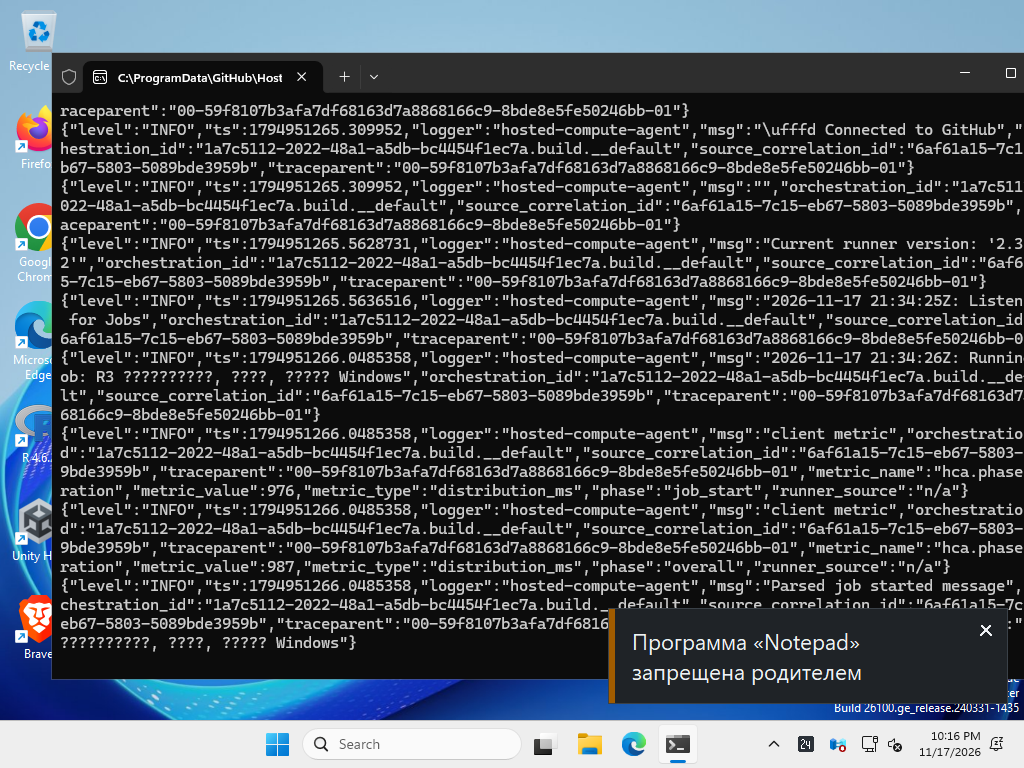 Recycle
Firefo
Google
Chrom
Microso
Edge
R 4.6.
Unity H
Brave
C:\ProgramData\GitHub\Host
raceparent":"00-59f8107b3afa7df68163d7a8868166c9-8bde8e5fe50246bb-01"}
{"level":"INFO","ts":1794951265.309952,"logger":"hosted-compute-agent","msg":"\ufffd Connected to GitHub","
hestration_id":"1a7c5112-2022-48a1-a5db-bc4454f1ec7a.build.__default","source_correlation_id":"6af61a15-7c1
b67-5803-5089bde3959b","traceparent":"00-59f8107b3afa7df68163d7a8868166c9-8bde8e5fe50246bb-01"}
{"level":"INFO","ts":1794951265.309952,"logger":"hosted-compute-agent","msg":"","orchestration_id":"1a7c511
022-48a1-a5db-bc4454f1ec7a.build.__default","source_correlation_id":"6af61a15-7c15-eb67-5803-5089bde3959b",
aceparent":"00-59f8107b3afa7df68163d7a8868166c9-8bde8e5fe50246bb-01"}
{"level":"INFO","ts":1794951265.5628731,"logger":"hosted-compute-agent","msg":"Current runner version: '2.3
2'","orchestration_id":"1a7c5112-2022-48a1-a5db-bc4454f1ec7a.build.__default","source_correlation_id":"6af6
5-7c15-eb67-5803-5089bde3959b","traceparent":"00-59f8107b3afa7df68163d7a8868166c9-8bde8e5fe50246bb-01"}
{"level":"INFO","ts":1794951265.5636516,"logger":"hosted-compute-agent","msg":"2026-11-17 21:34:25Z: Listen
for Jobs","orchestration_id":"1a7c5112-2022-48a1-a5db-bc4454f1ec7a.build.__default","source_correlation_id
6af61a15-7c15-eb67-5803-5089bde3959b","traceparent":"00-59f8107b3afa7df68163d7a8868166c9-8bde8e5fe50246bb-0
{"level":"INFO","ts":1794951266.0485358,"logger":"hosted-compute-agent","msg":"2026-11-17 21:34:26Z: Runnin
ob: R3 ??????????, ????, ????? Windows","orchestration_id":"1a7c5112-2022-48a1-a5db-bc4454f1ec7a.build.__de
lt","source_correlation_id":"6af61a15-7c15-eb67-5803-5089bde3959b","traceparent":"00-59f8107b3afa7df68163d7
68166c9-8bde8e5fe50246bb-01"}
{"level":"INFO","ts":1794951266.0485358,"logger":"hosted-compute-agent","msg":"client metric","orchestratio
d":"1a7c5112-2022-48a1-a5db-bc4454f1ec7a.build.__default","source_correlation_id":"6af61a15-7c15-eb67-5803-
9bde3959b","traceparent":"00-59f8107b3afa7df68163d7a8868166c9-8bde8e5fe50246bb-01","metric_name":"hca.phase
ration","metric_value":976,"metric_type":"distribution_ms","phase":"job_start","runner_source":"n/a"}
{"level":"INFO","ts":1794951266.0485358,"logger":"hosted-compute-agent","msg":"client metric","orchestratio
d":"1a7c5112-2022-48a1-a5db-bc4454f1ec7a.build.__default","source_correlation_id":"6af61a15-7c15-eb67-5803-
9bde3959b","traceparent":"00-59f8107b3afa7df68163d7a8868166c9-8bde8e5fe50246bb-01","metric_name":"hca.phase
ration","metric_value":987,"metric_type":"distribution_ms","phase":"overall","runner_source":"n/a"}
{"level":"INFO","ts":1794951266.0485358,"logger":"hosted-compute-agent","msg":"Parsed job started message",
chestration_id":"1a7c5112-2022-48a1-a5db-bc4454f1ec7a.build.__default","source_correlation_id":"6af61a15-7c
eb67-5803-5089bde3959b","traceparent":"00-59f8107b3afa7df6816
??????????, ????, ????? Windows"}
Программа «Notepad»
запрещена родителем
Build 26100.ge_release.240331-1435
Search
24
10:16 PM
11/17/2026